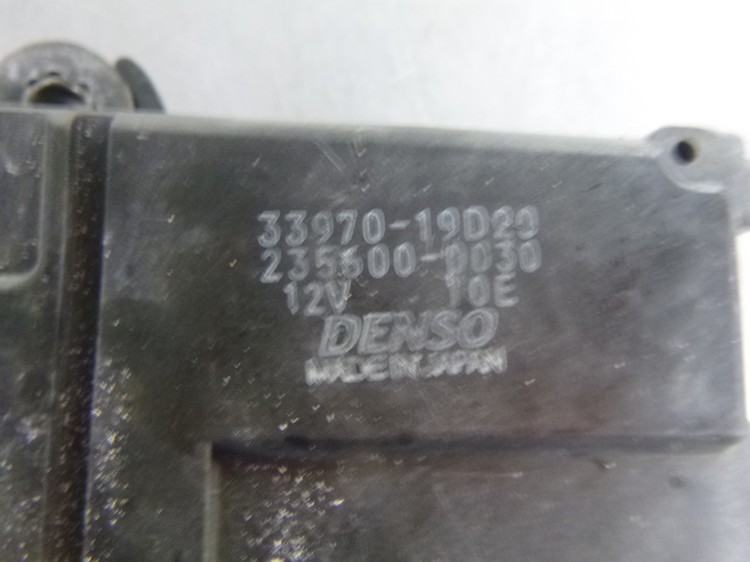 33970-19D20
235600-0030
12V 10E
DENSO
MADE IN JAPAN